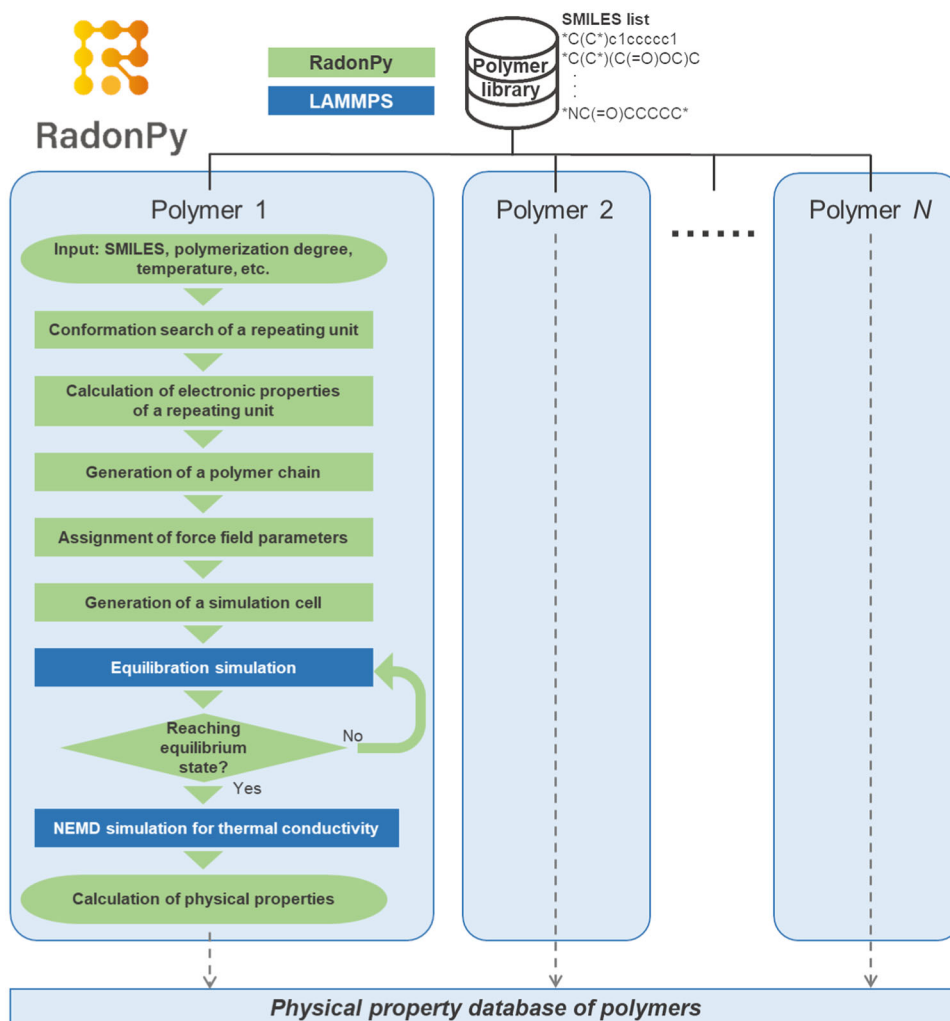 RadonPy
RadonPy
LAMMPS
Polymer
library
SMILES list
*C(C*)c1ccccc1
*C(C*)(C(=O)OC)C
:
:
*NC(=O)CCCCC*
Polymer 1
Polymer 2
Polymer N
Input: SMILES, polymerization degree,
temperature, etc.
Conformation search of a repeating unit
Calculation of electronic properties
of a repeating unit
Generation of a polymer chain
Assignment of force field parameters
Generation of a simulation cell
Equilibration simulation
Reaching
equilibrium
state?
No
Yes
NEMD simulation for thermal conductivity
Calculation of physical properties
Physical property database of polymers